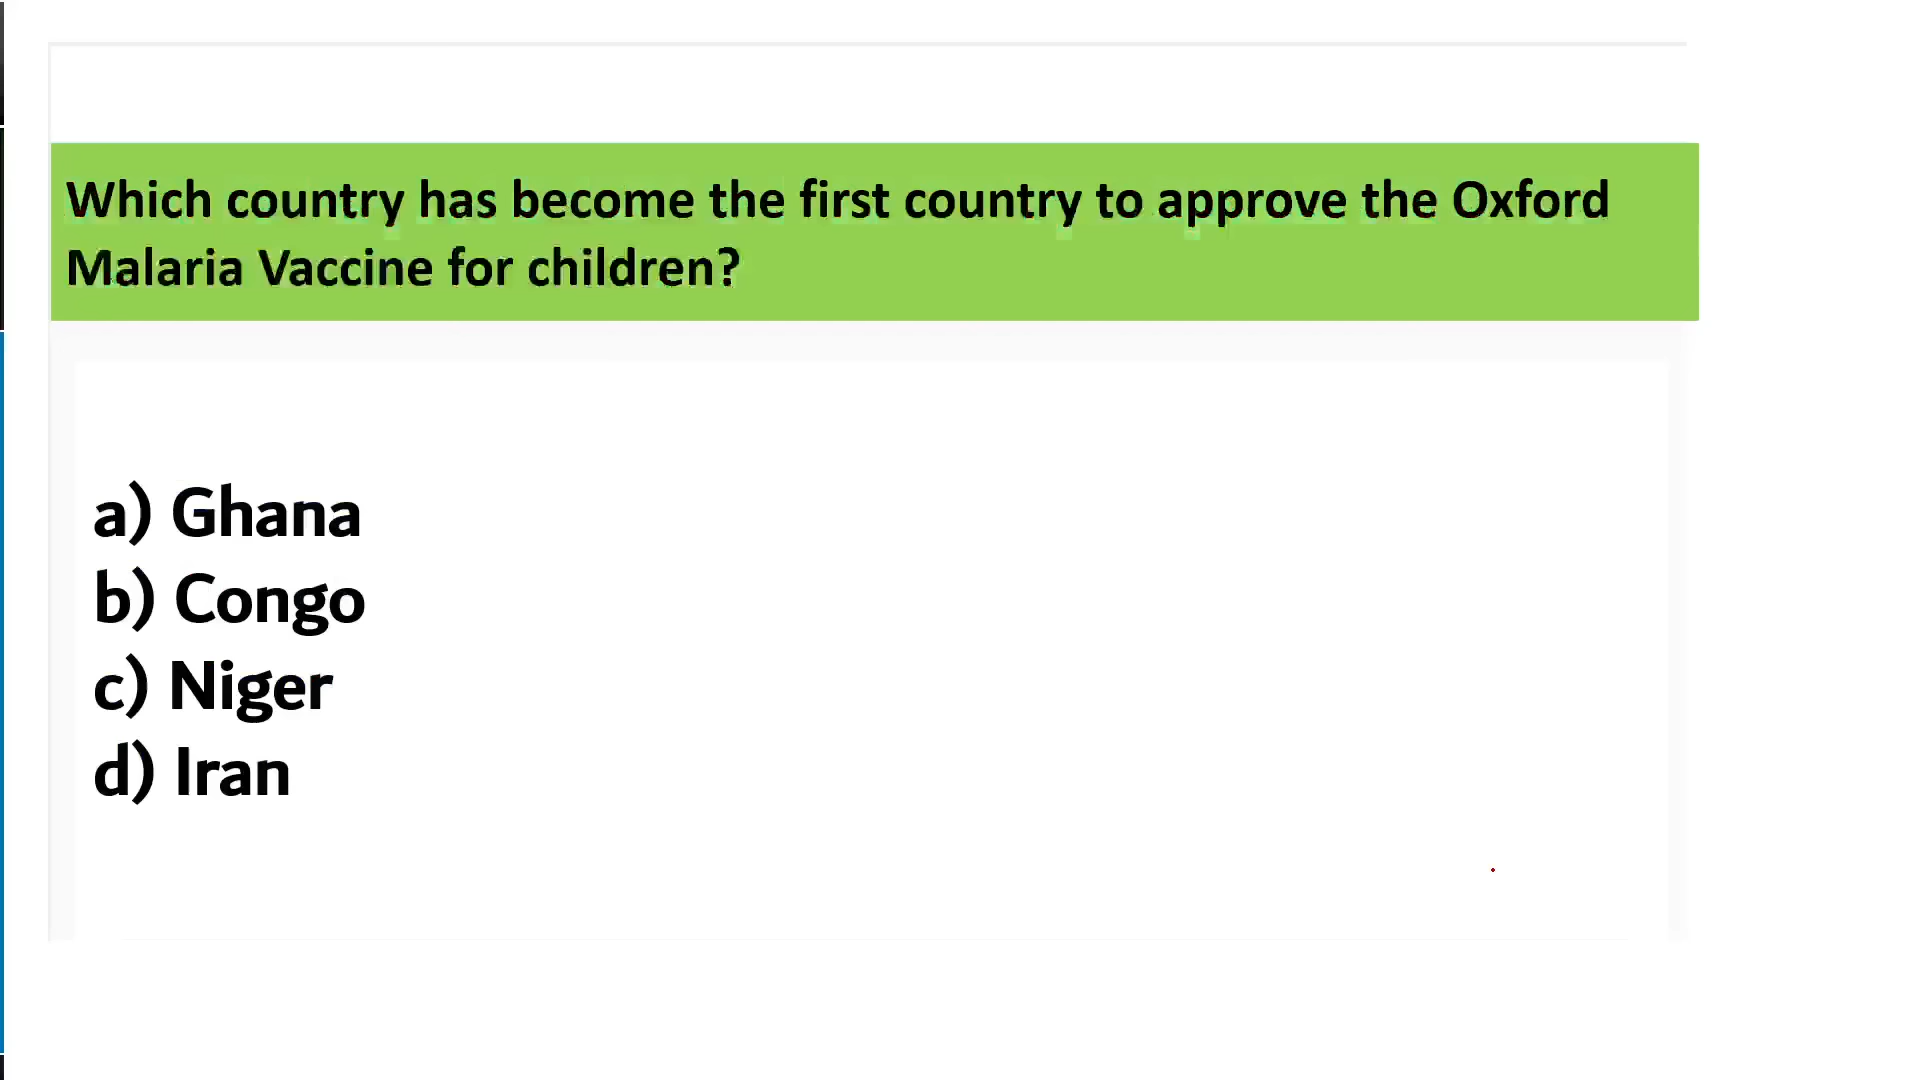 Which country has become the first country to approve the Oxford
Malaria Vaccine for children?
a) Ghana
b) Congo
c) Niger
d) Iran